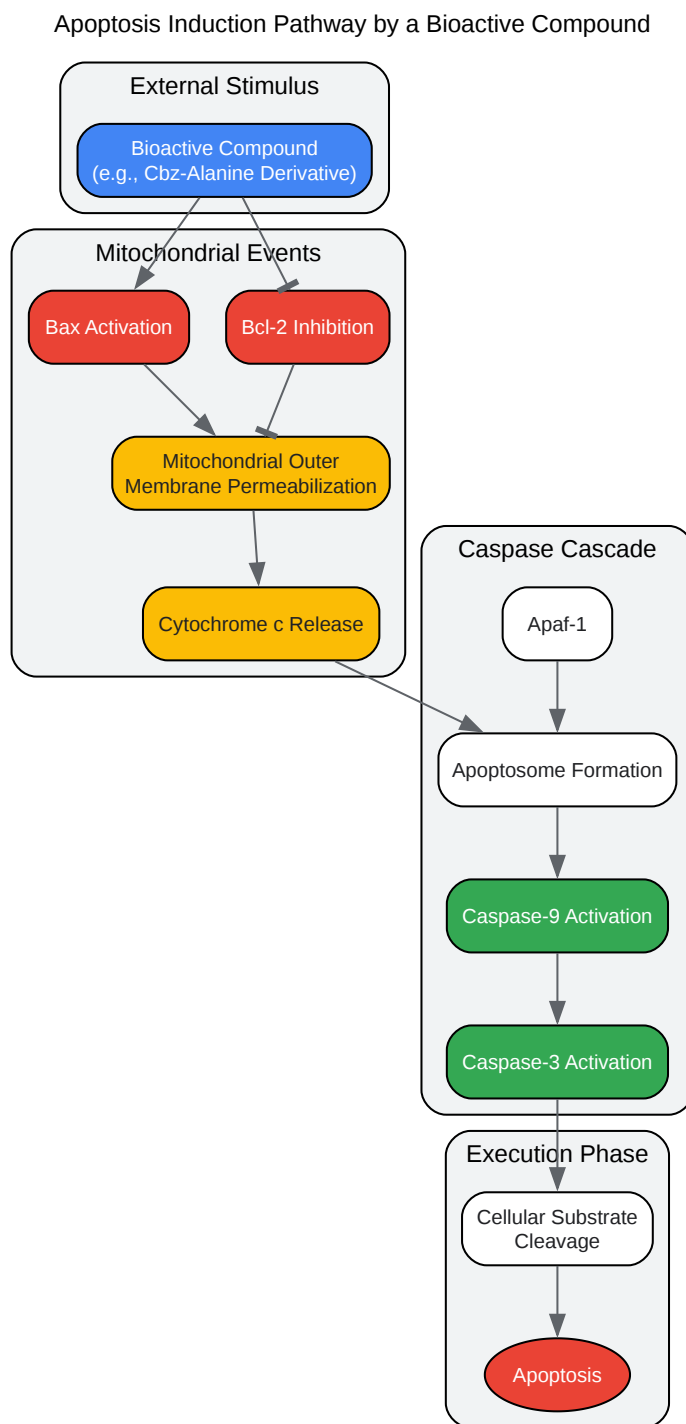 Apoptosis Induction Pathway by a Bioactive Compound
External Stimulus
Bioactive Compound
(e.g., Cbz-Alanine Derivative)
Mitochondrial Events
Bax Activation
Bcl-2 Inhibition
Mitochondrial Outer
Membrane Permeabilization
Cytochrome c Release
Caspase Cascade
Apaf-1
Apoptosome Formation
Caspase-9 Activation
Caspase-3 Activation
Execution Phase
Cellular Substrate
Cleavage
Apoptosis